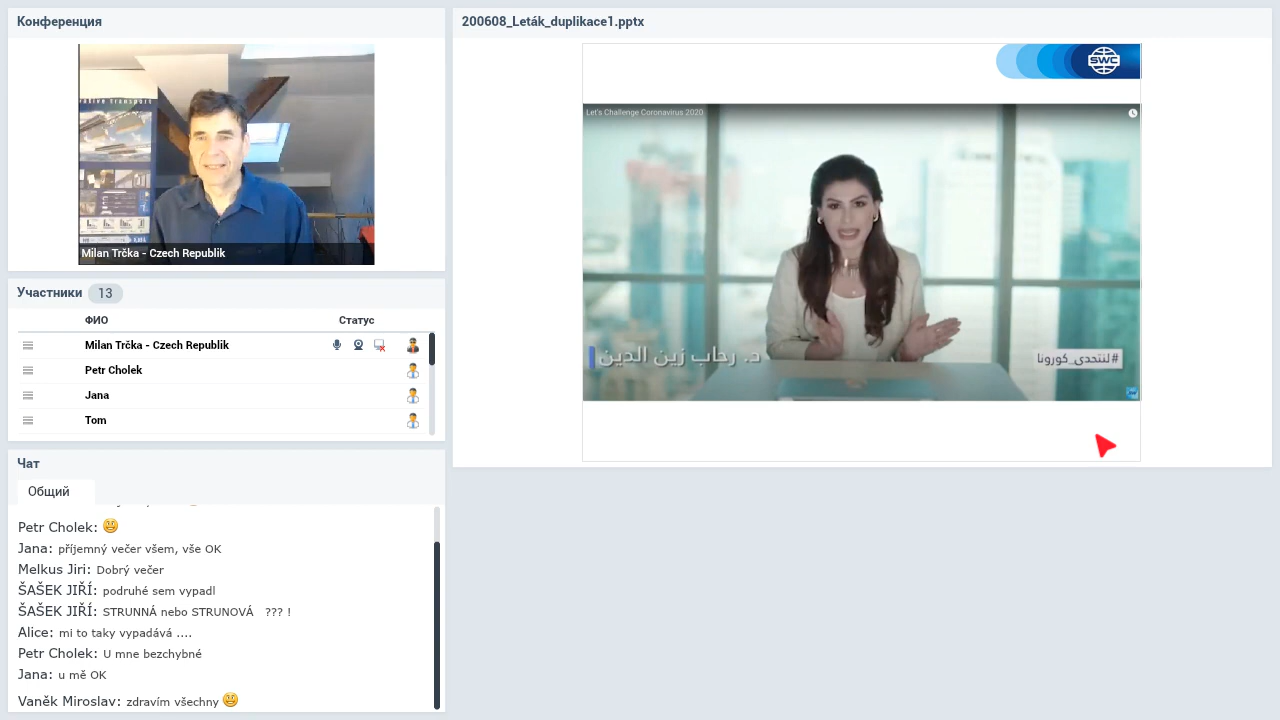 Конференция
rative transport
Milan Trčka - Czech Republik
Участники 13
ФИО Статус
Milan Trčka - Czech Republik
Petr Cholek
Jana
Tom
Чат
Общий
Petr Cholek:
Jana: příjemný večer všem, vše OK
Melkus Jiri: Dobrý večer
ŠAŠEK JIŘÍ: podruhé sem vypadl
ŠAŠEK JIŘÍ: STRUNNÁ nebo STRUNOVÁ ??? !
Alice: mi to taky vypadává ....
Petr Cholek: U mne bezchybné
Jana: u mě OK
Vaněk Miroslav: zdravím všechny
200608_Leták_duplikace1.pptx
SWC
Let's Challenge Coronavirus 2020
د. رحاب زين الدين
#لنتحدى_كورونا